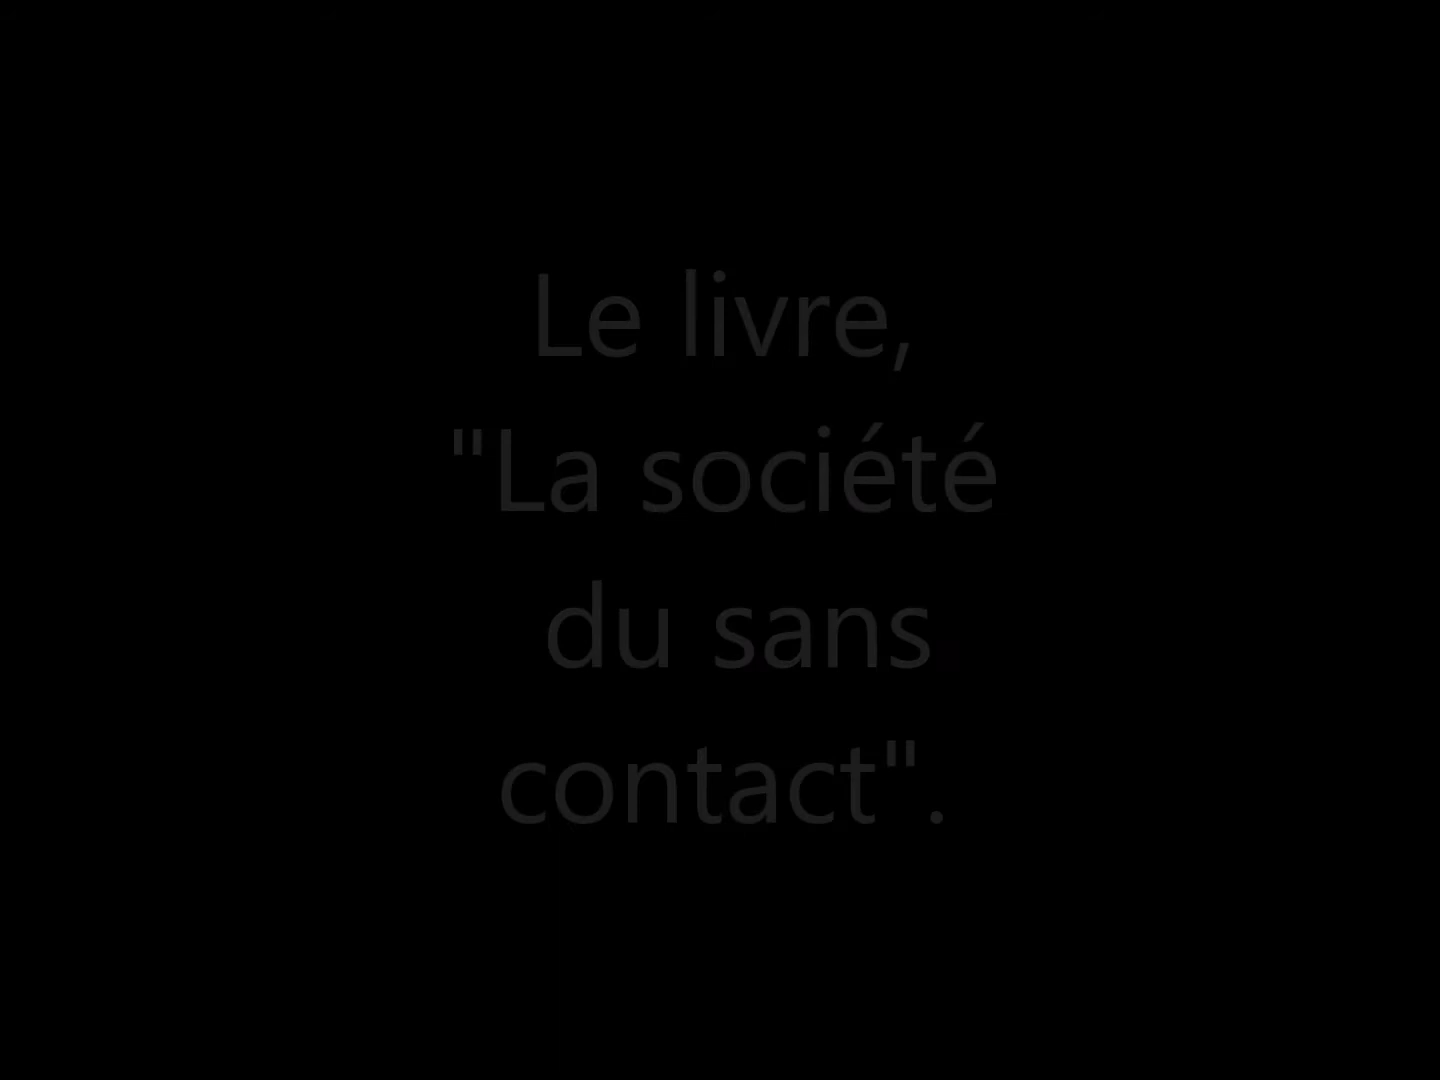 Le livre,
"La société
du sans
contact".